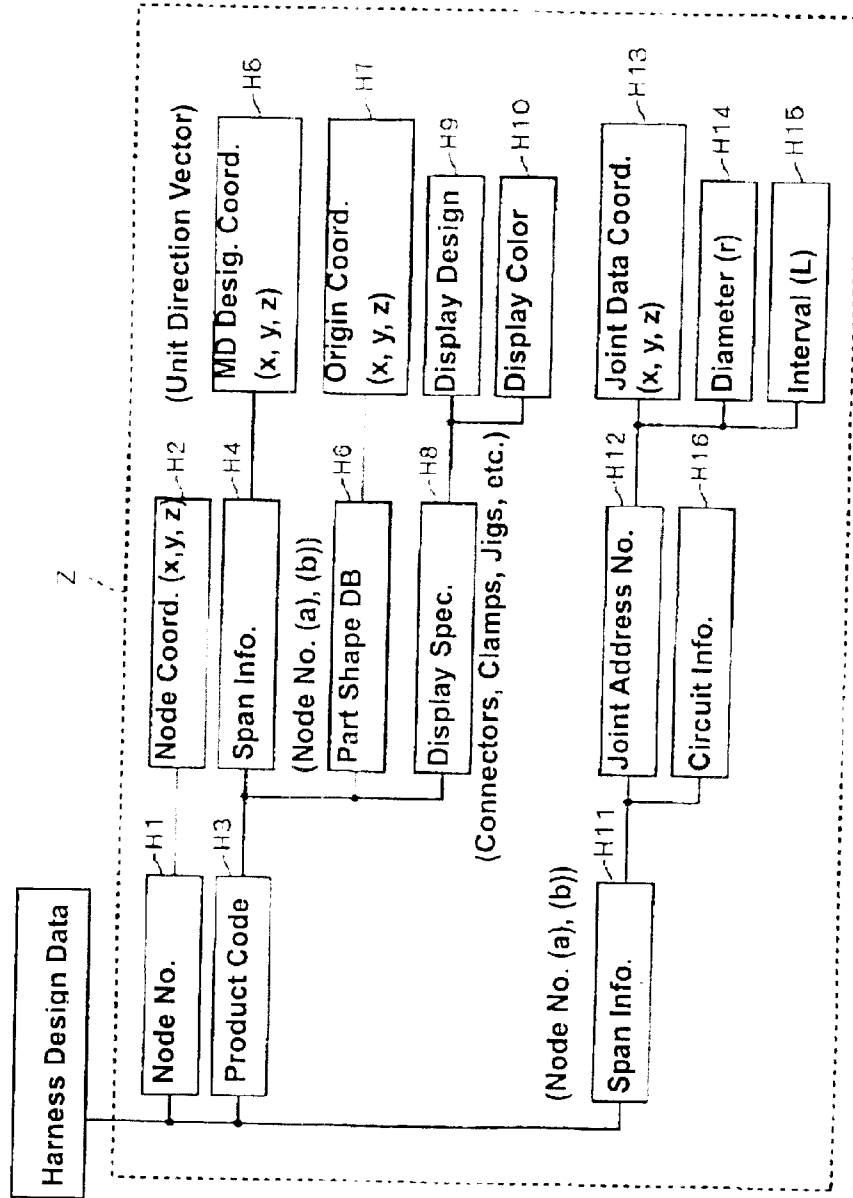 Harness Design Data
Z
Node No.
H1
Node Coord. (x,y, z)
H2
(Unit Direction Vector)
Product Code
H3
Span Info.
H4
MD Desig. Coord.
(x, y, z)
(Node No. (a), (b))
Part Shape DB
H6
Origin Coord.
(x, y, z)
H7
Display Spec.
H8
Display Design
H9
Display Color
H10
(Connectors, Clamps, Jigs, etc.)
(Node No. (a), (b))
Span Info.
H11
Joint Address No.
H12
Joint Data Coord.
(x, y, z)
H13
Diameter (r)
H14
Interval (L)
H15
Circuit Info.
H16